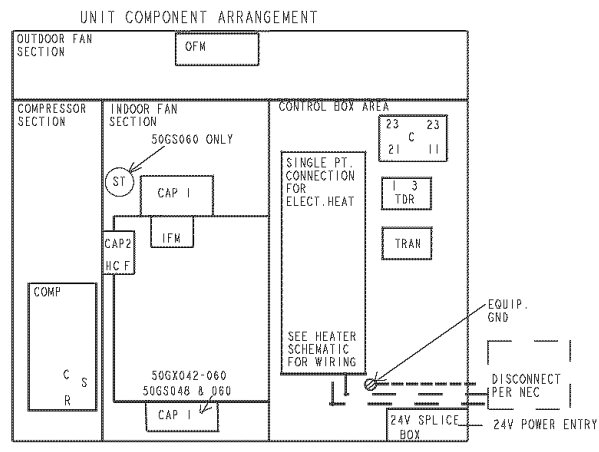 UNIT COMPONENT ARRANGEMENT
OUTDOOR FAN
SECTION
OFM
COMPRESSOR
SECTION
INDOOR FAN
SECTION
CONTROL BOX AREA
50GS060 ONLY
23 23
C
21 11
ST
CAP 1
SINGLE PT.
CONNECTION
FOR
ELECT.HEAT
1 3
TDR
IFM
CAP2
HC F
TRAN
COMP
C
S
R
EQUIP.
GND
SEE HEATER
SCHEMATIC
FOR WIRING
50GX042-060
50GS048 & 060
CAP 1
DISCONNECT
PER NEC
24V SPLICE
BOX
24V POWER ENTRY